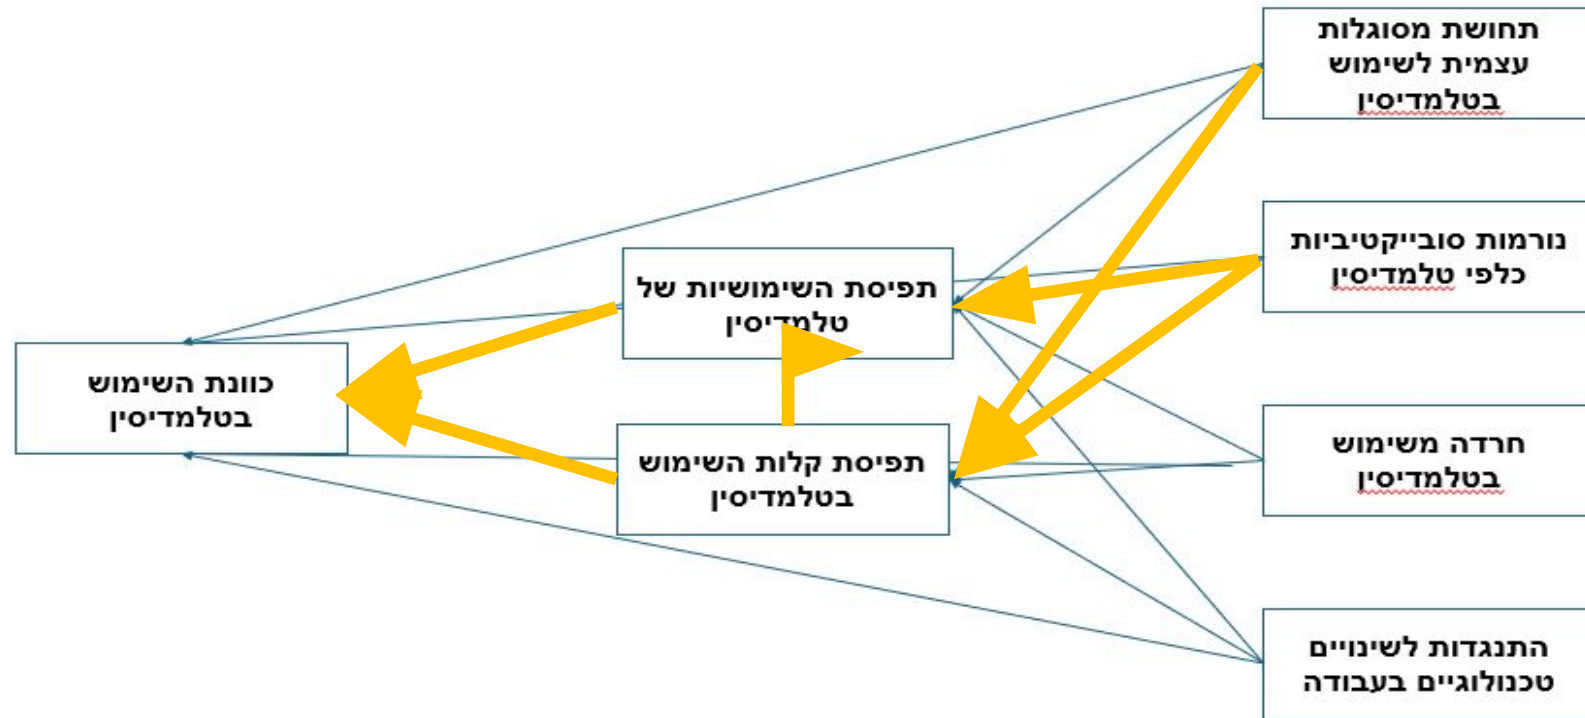 תחושת מסוגלות
עצמית לשימוש
בטלמדיסין
נורמות סובייקטיביות
כלפי טלמדיסין
תפיסת השימושיות של
טלמדיסין
כוונת השימוש
בטלמדיסין
תפיסת קלות השימוש
בטלמדיסין
חרדה משימוש
בטלמדיסין
התנגדות לשינויים
טכנולוגיים בעבודה